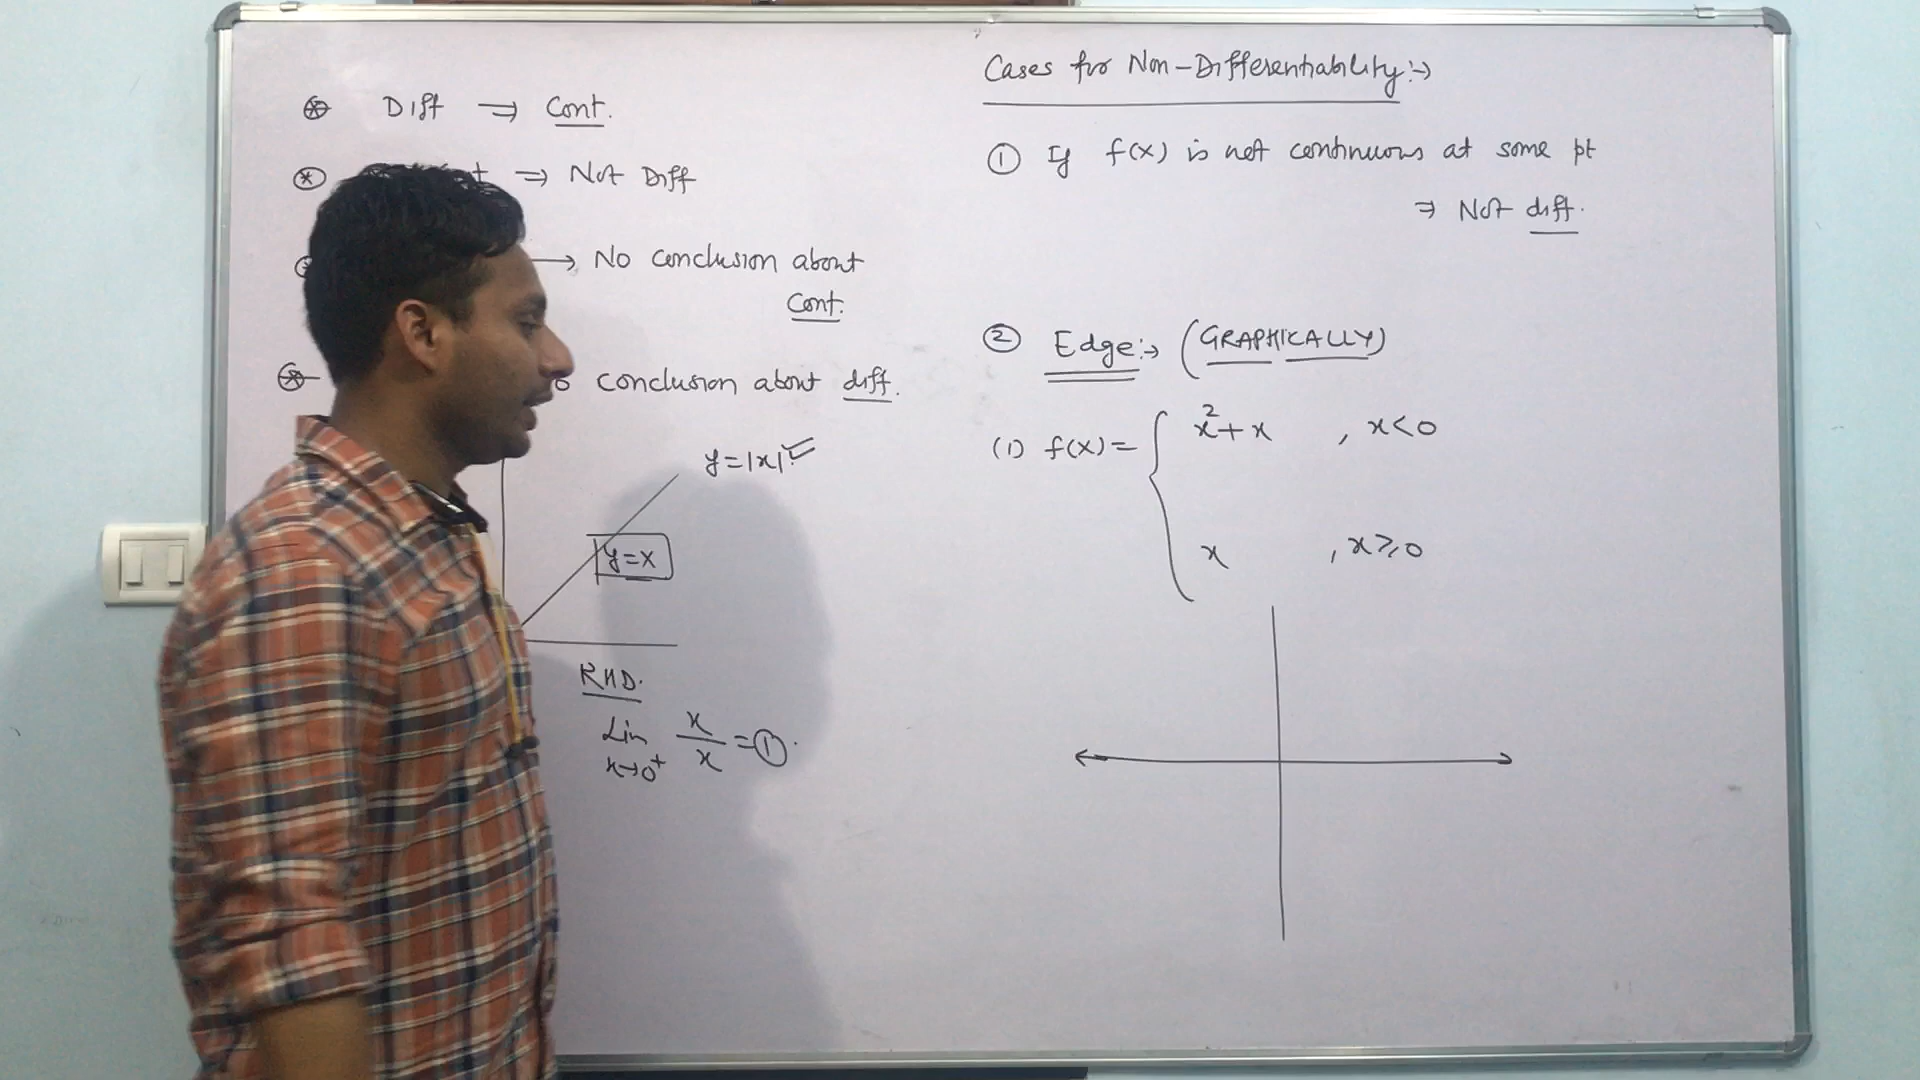 Diff ⇒ Cont.
⇒ Not Diff
→ No conclusion about
Cont.
conclusion about diff.
y=|x|
y=x
RHD.
Lim x→0⁺ x/x = ①.
Cases for Non-Differentiability:→
① If f(x) is not continuous at some pt
⇒ Not diff.
② Edge:→ (GRAPHICALLY)
(1) f(x) = { x²+x , x<0
x , x≥0